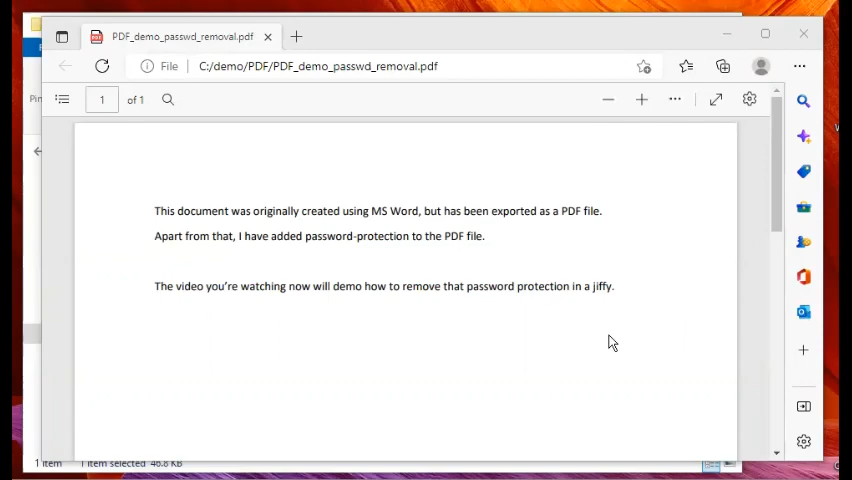 PDF_demo_passwd_removal.pdf
File C:/demo/PDF/PDF_demo_passwd_removal.pdf
1 of 1
This document was originally created using MS Word, but has been exported as a PDF file.
Apart from that, I have added password-protection to the PDF file.
The video you're watching now will demo how to remove that password protection in a jiffy.
1 item 1 item selected 46.8 KB